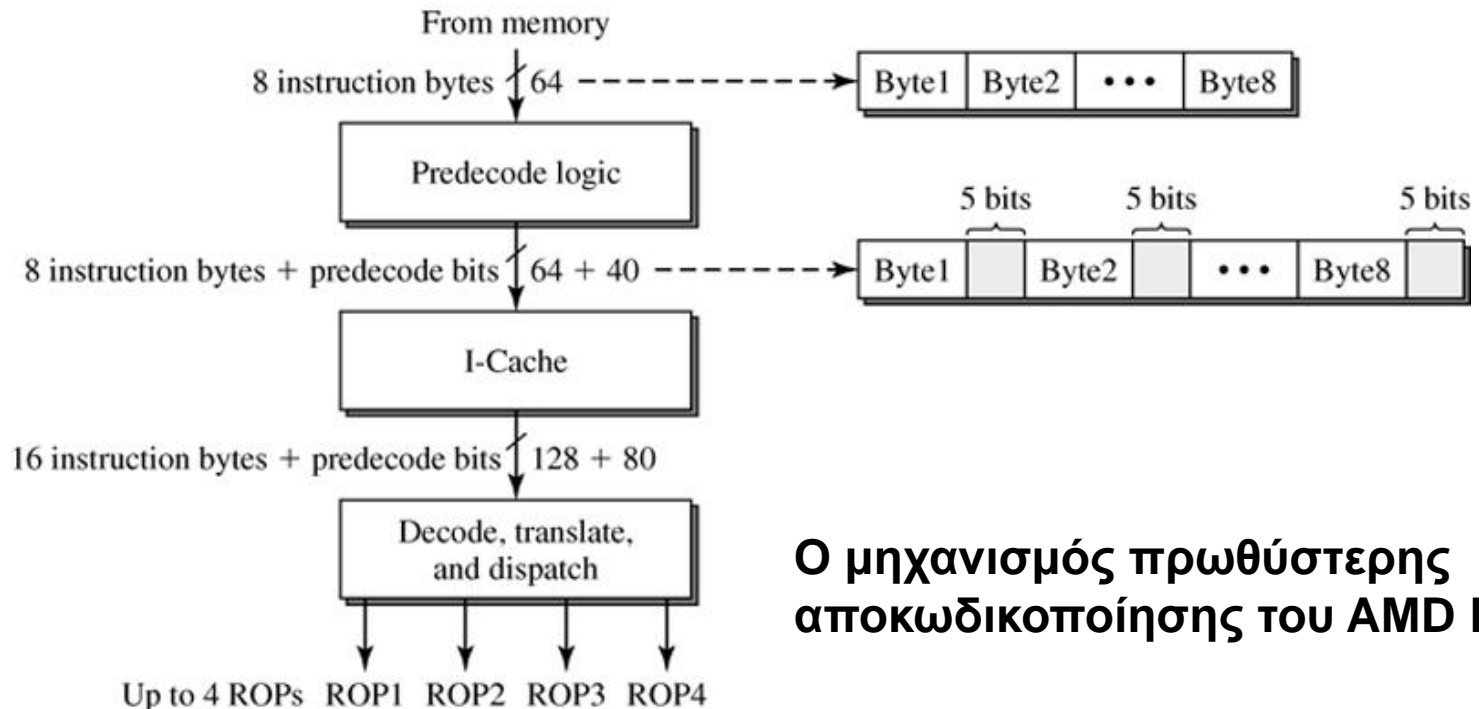 From memory
8 instruction bytes 64
Byte1 Byte2 ••• Byte8
Predecode logic
5 bits 5 bits 5 bits
8 instruction bytes + predecode bits 64 + 40
Byte1 Byte2 ••• Byte8
I-Cache
16 instruction bytes + predecode bits 128 + 80
Decode, translate,
and dispatch
Ο μηχανισμός πρωθύστερης
αποκωδικοποίησης του AMD
Up to 4 ROPs ROP1 ROP2 ROP3 ROP4